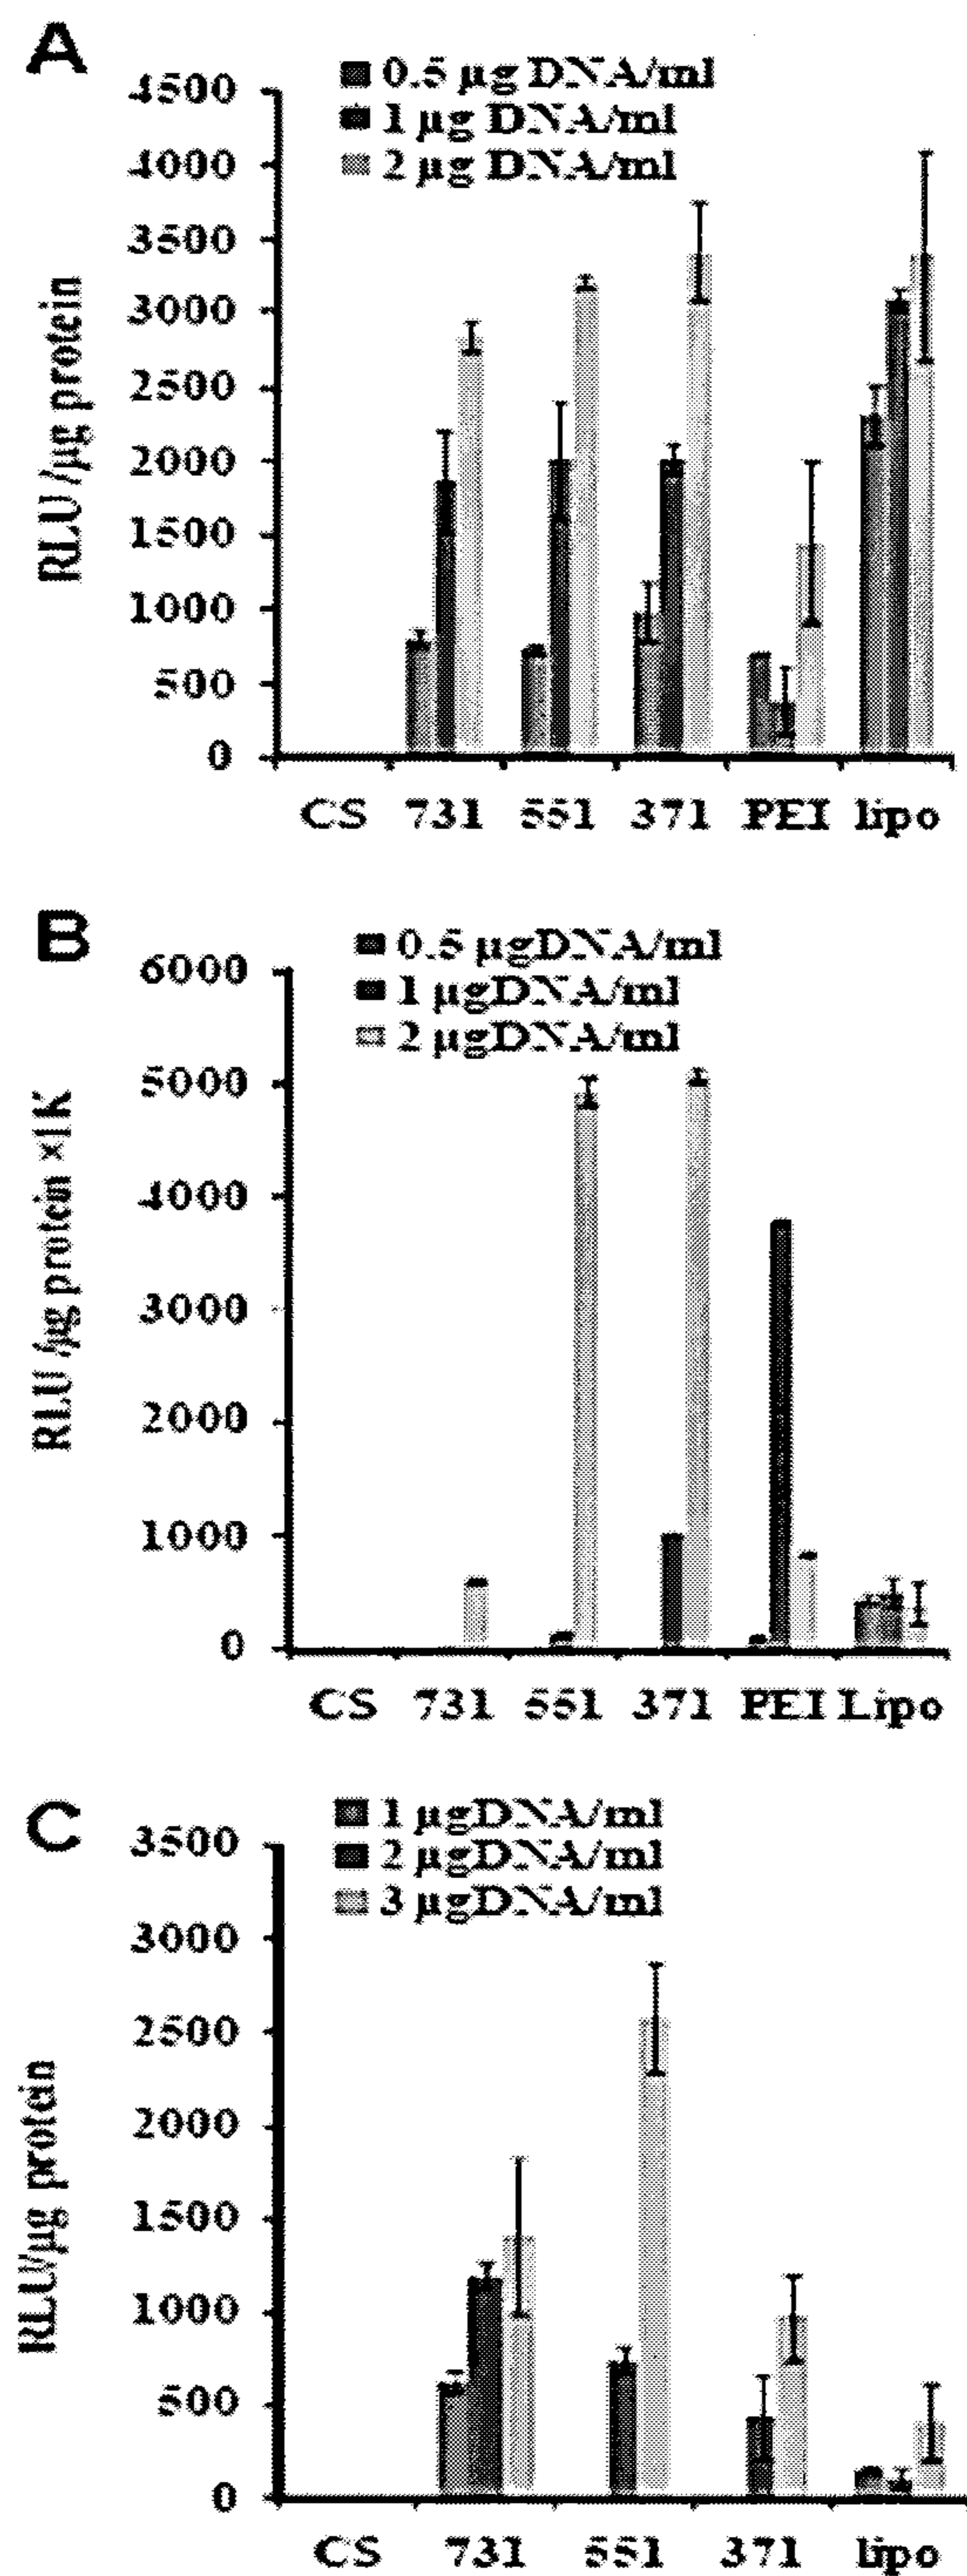 A
0.5 µg DNA/ml
1 µg DNA/ml
2 µg DNA/ml
4500
4000
3500
3000
2500
2000
1500
1000
500
0
RLU /µg protein
CS 731 551 371 PEI lipo
B
0.5 µgDNA/ml
1 µgDNA/ml
2 µgDNA/ml
6000
5000
4000
3000
2000
1000
0
RLU /µg protein ×1K
CS 731 551 371 PEI Lipo
C
1 µgDNA/ml
2 µgDNA/ml
3 µgDNA/ml
3500
3000
2500
2000
1500
1000
500
0
RLU/µg protein
CS 731 551 371 lipo